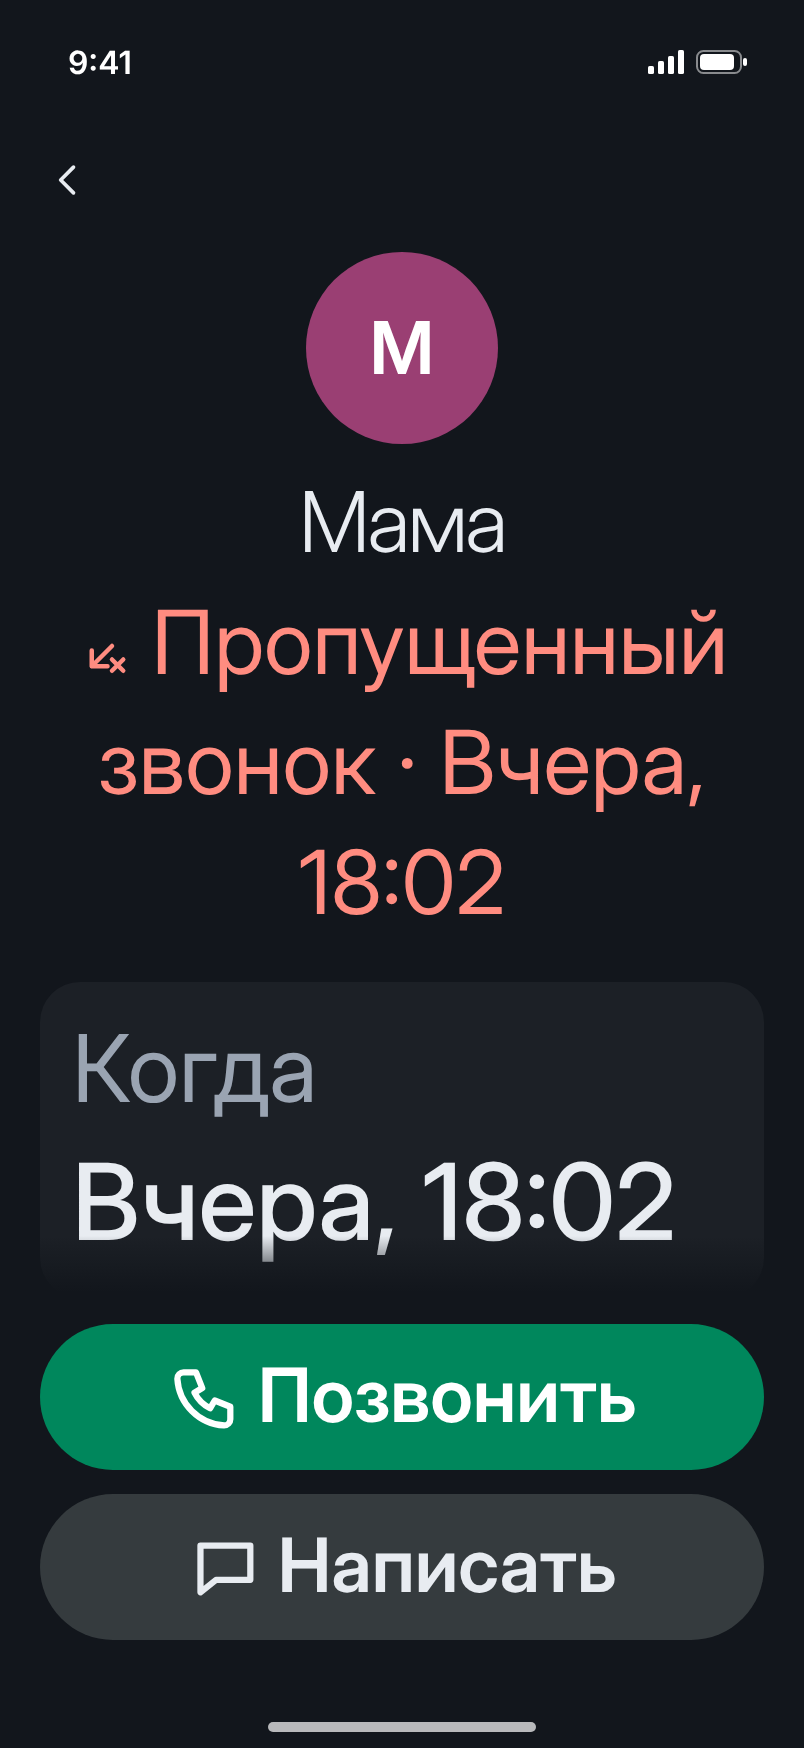 9:41
М
Мама
Пропущенный
звонок · Вчера,
18:02
Когда
Вчера, 18:02
Позвонить
Написать